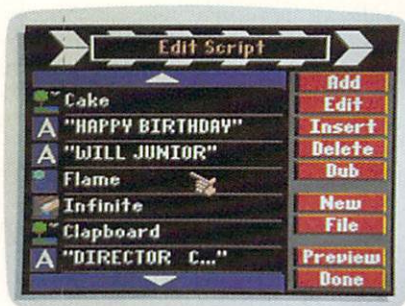 Edit Script
Cake
A "HAPPY BIRTHDAY"
A "WILL JUNIOR"
Flame
Infinite
Clapboard
A "DIRECTOR C..."
Add
Edit
Insert
Delete
Dub
New
File
Preview
Done